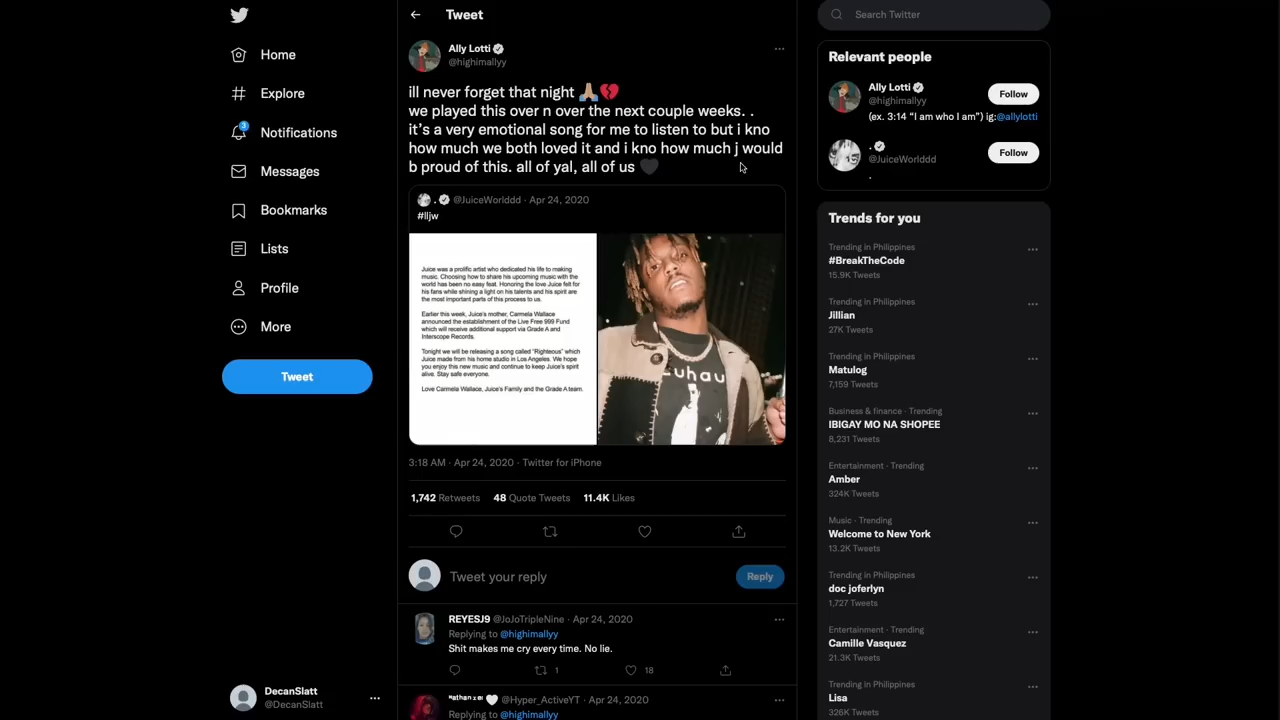 Home
Explore
3
Notifications
Messages
Bookmarks
Lists
Profile
More
Tweet
DecanSlatt
@DecanSlatt
Tweet
Ally Lotti
@highimallyy
ill never forget that night 🙏🏽💔
we played this over n over the next couple weeks. .
it's a very emotional song for me to listen to but i kno
how much we both loved it and i kno how much j would
b proud of this. all of yal, all of us 🖤
. @JuiceWorlddd · Apr 24, 2020
#lljw
Juice was a prolific artist who dedicated his life to making
music. Choosing how to share his upcoming music with the
world has been no easy feat. Honoring the love Juice felt for
his fans while shining a light on his talents and his spirit are
the most important parts of this process to us.
Earlier this week, Juice's mother, Carmela Wallace
announced the establishment of the Live Free 999 Fund
which will receive additional support via Grade A and
Interscope Records.
Tonight we will be releasing a song called "Righteous" which
Juice made from his home studio in Los Angeles. We hope
you enjoy this new music and continue to keep Juice's spirit
alive. Stay safe everyone.
Love Carmela Wallace, Juice's Family and the Grade A team.
uhau
3:18 AM · Apr 24, 2020 · Twitter for iPhone
1,742 Retweets 48 Quote Tweets 11.4K Likes
Tweet your reply
Reply
REYESJ9 @JoJoTripleNine · Apr 24, 2020
Replying to @highimallyy
Shit makes me cry every time. No lie.
1 18
🤍 @Hyper_ActiveYT · Apr 24, 2020
Replying to @highimallyy
Search Twitter
Relevant people
Ally Lotti
@highimallyy
Follow
(ex. 3:14 "I am who I am") ig:@allylotti
.
@JuiceWorlddd
Follow
.
Trends for you
Trending in Philippines
#BreakTheCode
15.9K Tweets
Trending in Philippines
Jillian
27K Tweets
Trending in Philippines
Matulog
7,159 Tweets
Business & finance · Trending
IBIGAY MO NA SHOPEE
8,231 Tweets
Entertainment · Trending
Amber
324K Tweets
Music · Trending
Welcome to New York
13.2K Tweets
Trending in Philippines
doc joferlyn
1,727 Tweets
Entertainment · Trending
Camille Vasquez
21.3K Tweets
Trending in Philippines
Lisa
326K Tweets